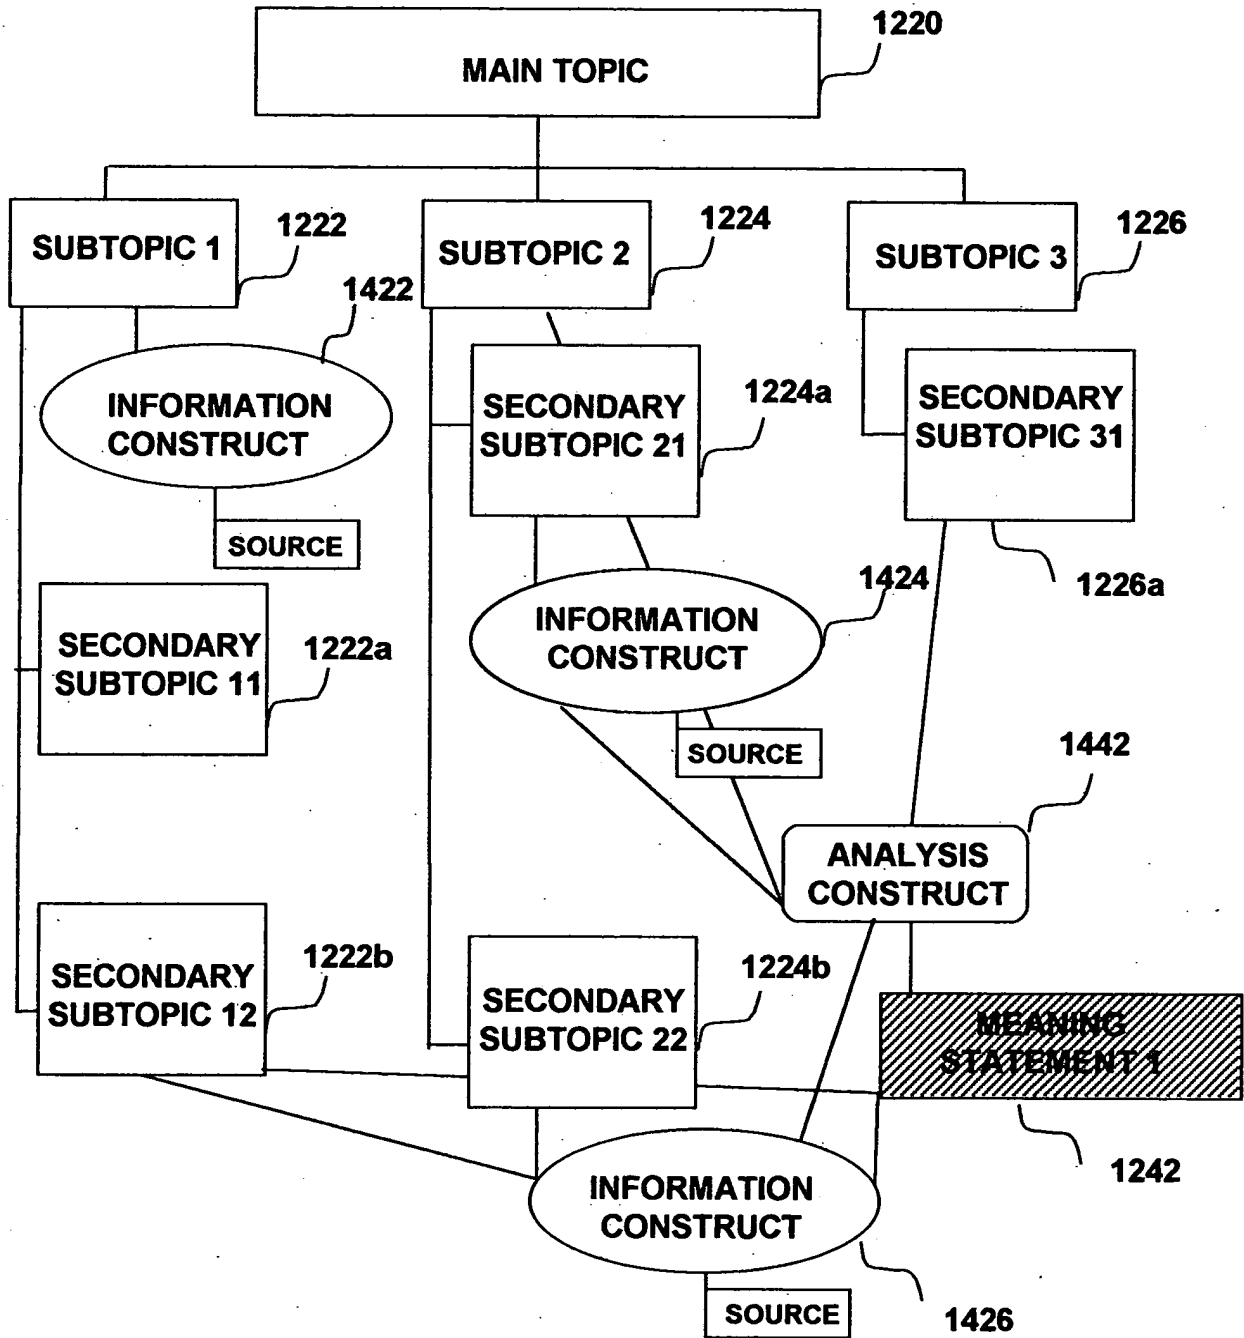 1220
MAIN TOPIC
SUBTOPIC 1
1222
SUBTOPIC 2
1224
SUBTOPIC 3
1226
1422
INFORMATION
CONSTRUCT
SOURCE
SECONDARY
SUBTOPIC 21
1224a
SECONDARY
SUBTOPIC 31
1226a
INFORMATION
CONSTRUCT
1424
SOURCE
SECONDARY
SUBTOPIC 11
1222a
1442
ANALYSIS
CONSTRUCT
SECONDARY
SUBTOPIC 12
1222b
SECONDARY
SUBTOPIC 22
1224b
MEANING
STATEMENT 1
1242
INFORMATION
CONSTRUCT
1426
SOURCE